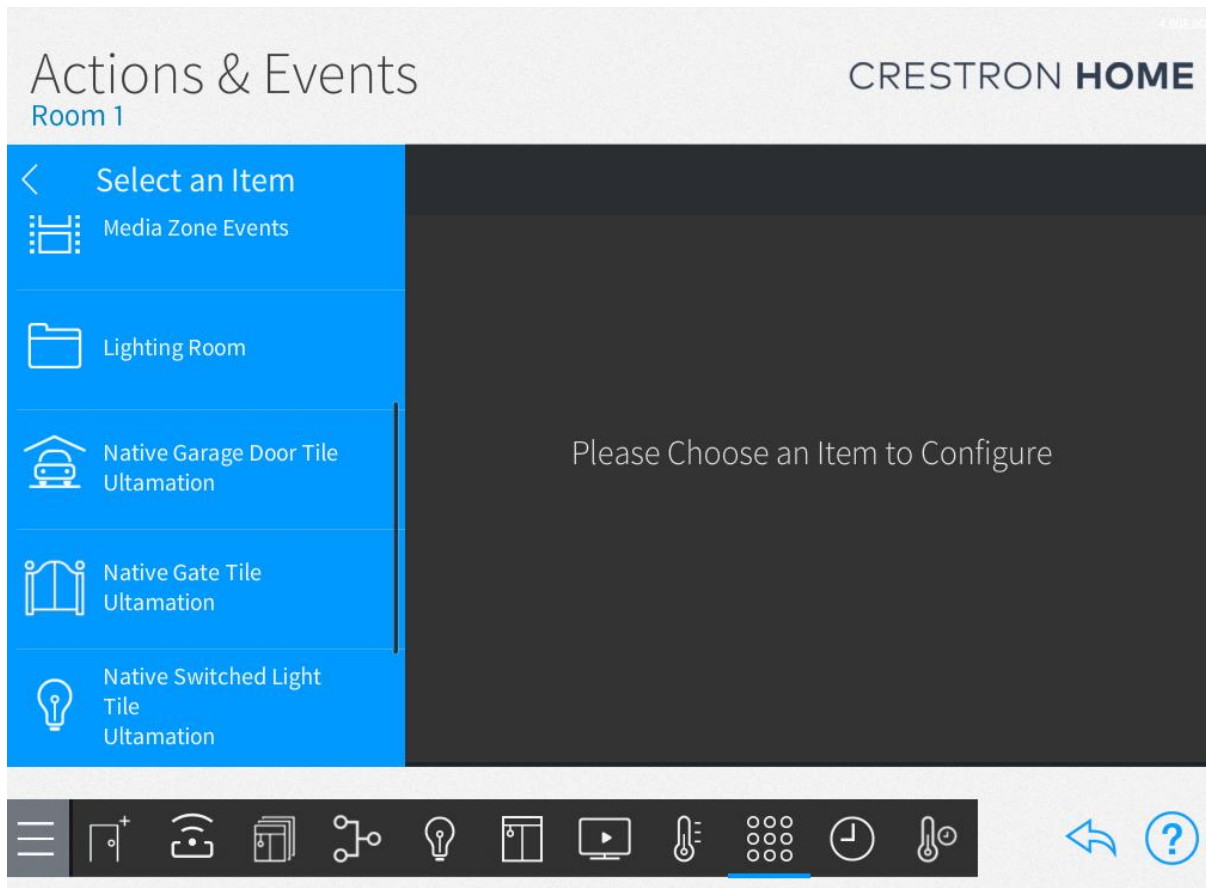 Actions & Events
Room 1
CRESTRON HOME
Select an Item
Media Zone Events
Lighting Room
Native Garage Door Tile
Ultamation
Native Gate Tile
Ultamation
Native Switched Light
Tile
Ultamation
Please Choose an Item to Configure
?